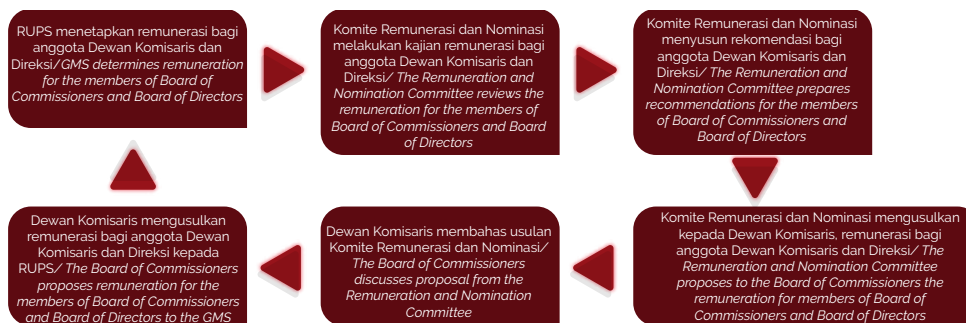 RUPS menetapkan remunerasi bagi
anggota Dewan Komisaris dan
Direksi/GMS determines remuneration
for the members of Board of
Commissioners and Board of Directors
Komite Remunerasi dan Nominasi
melakukan kajian remunerasi bagi
anggota Dewan Komisaris dan
Direksi/ The Remuneration and
Nomination Committee reviews the
remuneration for the members of
Board of Commissioners and Board
of Directors
Komite Remunerasi dan Nominasi
menyusun rekomendasi bagi
anggota Dewan Komisaris dan
Direksi/ The Remuneration and
Nomination Committee prepares
recommendations for the members
of Board of Commissioners and
Board of Directors
Komite Remunerasi dan Nominasi mengusulkan
kepada Dewan Komisaris, remunerasi bagi
anggota Dewan Komisaris dan Direksi/ The
Remuneration and Nomination Committee
proposes to the Board of Commissioners the
remuneration for members of Board of
Commissioners and Board of Directors
Dewan Komisaris membahas usulan
Komite Remunerasi dan Nominasi/
The Board of Commissioners
discusses proposal from the
Remuneration and Nomination
Committee
Dewan Komisaris mengusulkan
remunerasi bagi anggota Dewan
Komisaris dan Direksi kepada
RUPS/ The Board of Commissioners
proposes remuneration for the
members of Board of Commissioners
and Board of Directors to the GMS